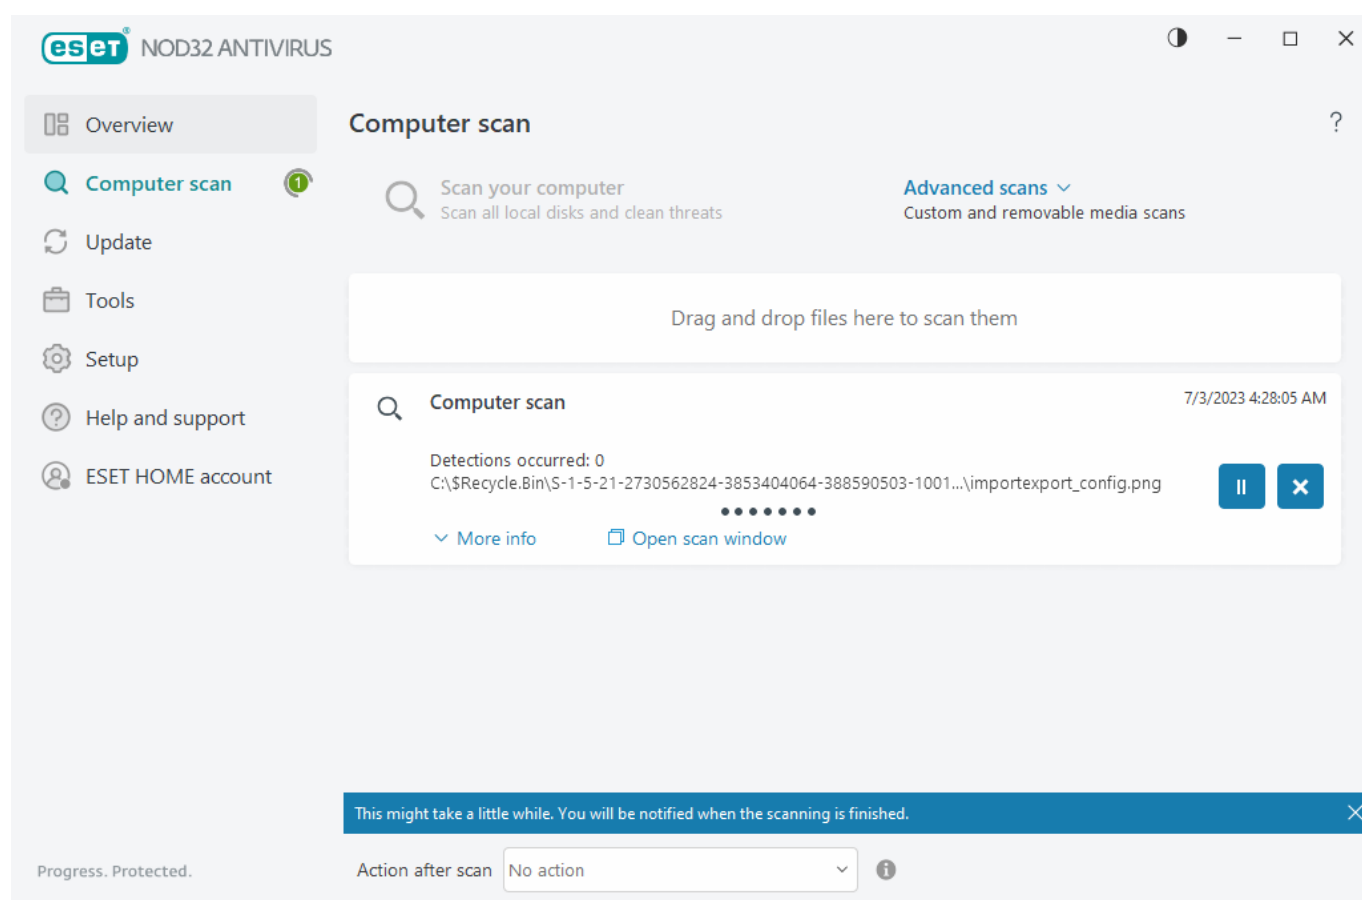 eset® NOD32 ANTIVIRUS
Overview
Computer scan 1
Update
Tools
Setup
Help and support
ESET HOME account
Progress. Protected.
Computer scan ?
Scan your computer
Scan all local disks and clean threats
Advanced scans
Custom and removable media scans
Drag and drop files here to scan them
Computer scan 7/3/2023 4:28:05 AM
Detections occurred: 0
C:\$Recycle.Bin\S-1-5-21-2730562824-3853404064-388590503-1001...\importexport_config.png
More info Open scan window
This might take a little while. You will be notified when the scanning is finished.
Action after scan No action